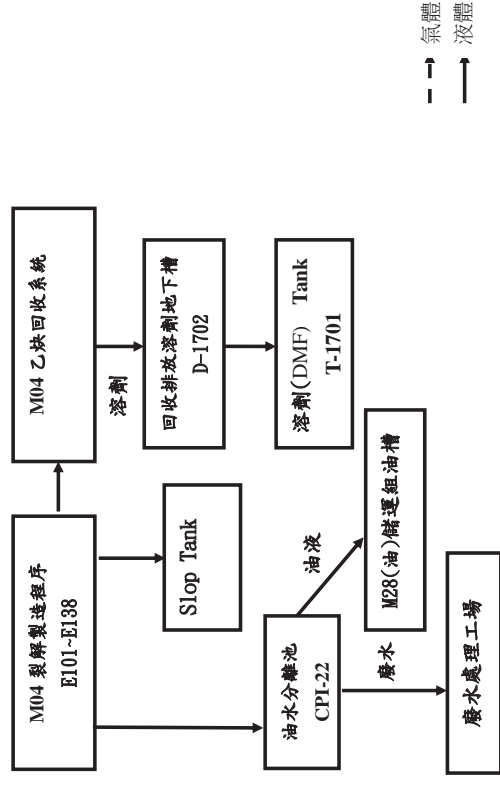 M04 裂解製造程序
E101~E138
M04 乙炔回收系統
溶劑
回收排放溶劑地下槽
D-1702
溶劑(DMF) Tank
T-1701
Slop Tank
油水分離池
CPI-22
油液
M28(油)儲運組油槽
廢水
廢水處理工場
氣體
液體